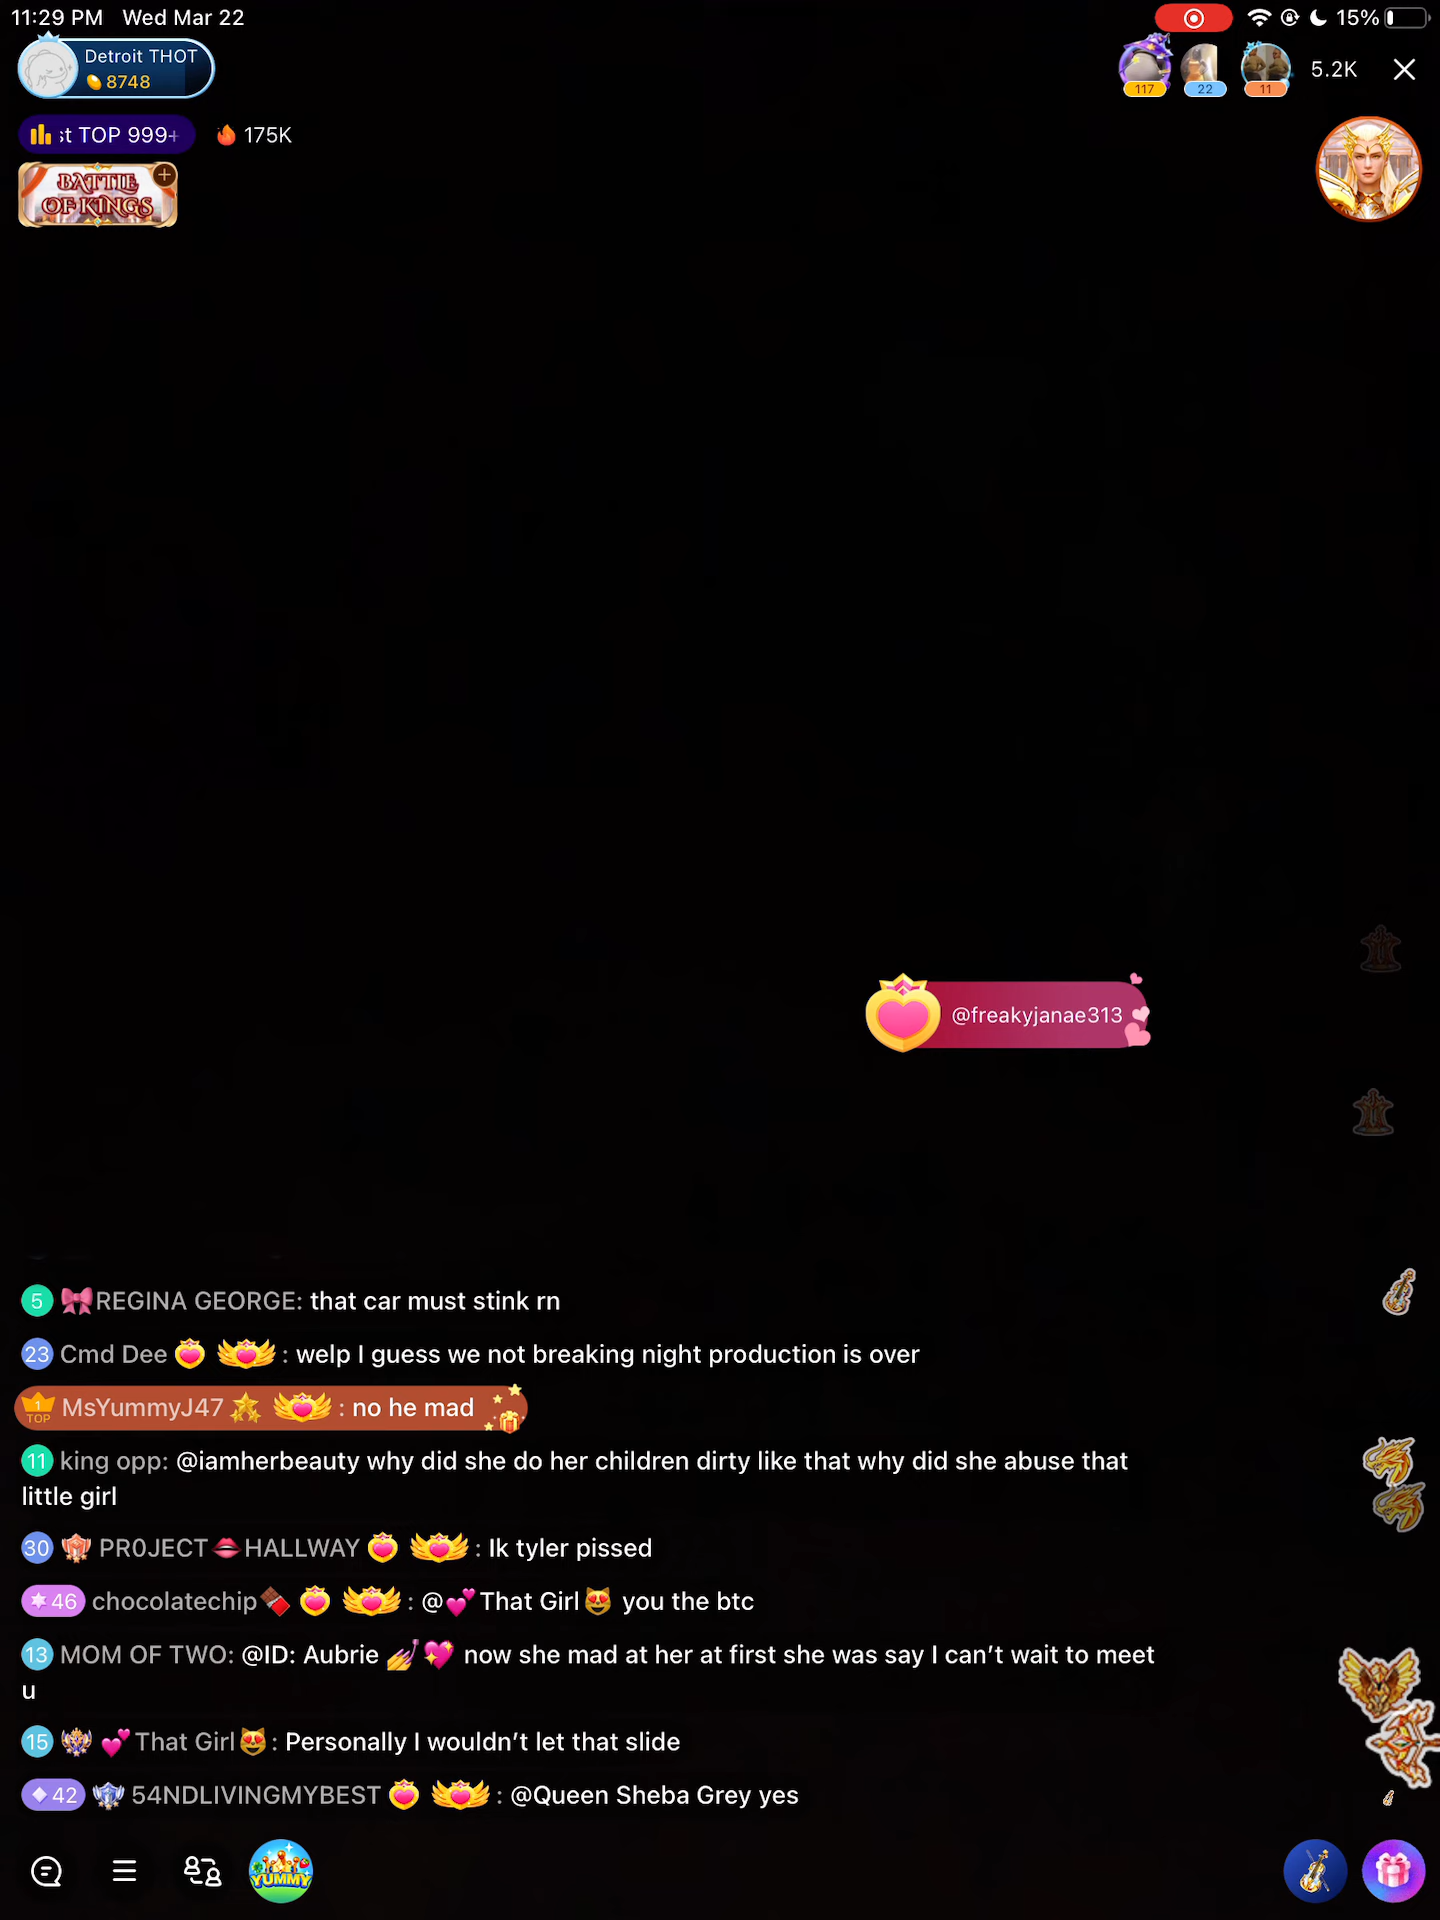 11:29 PM Wed Mar 22
15%
Detroit THOT
8748
117
22
11
5.2K
st TOP 999+
175K
BATTLE
OF KINGS
@freakyjanae313
5 🎀REGINA GEORGE: that car must stink rn
23 Cmd Dee : welp I guess we not breaking night production is over
1 TOP MsYummyJ47 : no he mad
11 king opp: @iamherbeauty why did she do her children dirty like that why did she abuse that
little girl
30 PR0JECT👄HALLWAY : Ik tyler pissed
46 chocolatechip🍫 : @💕That Girl😻 you the btc
13 MOM OF TWO: @ID: Aubrie 💅💖 now she mad at her at first she was say I can't wait to meet
u
15 💕That Girl😻: Personally I wouldn't let that slide
42 54NDLIVINGMYBEST : @Queen Sheba Grey yes
YUMMY